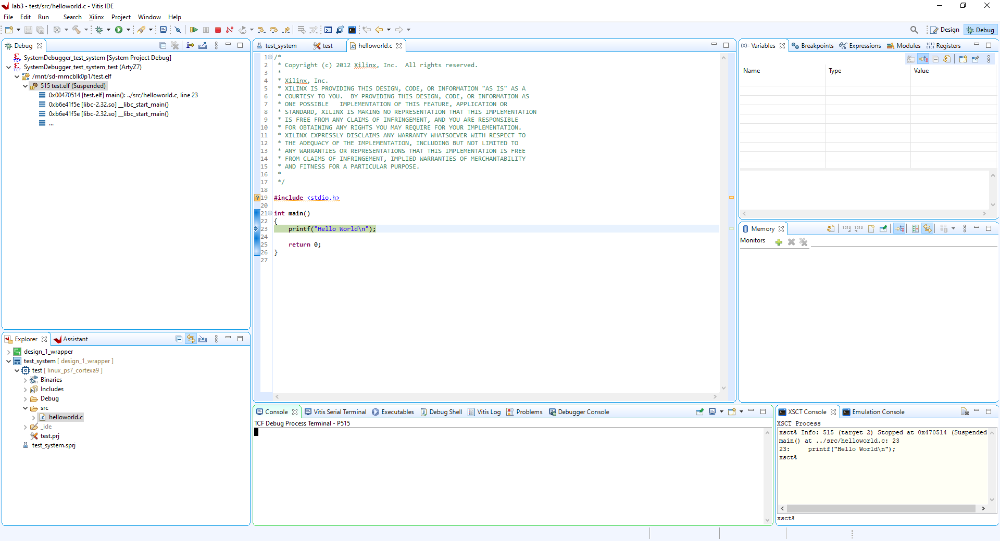 lab3 - test/src/helloworld.c - Vitis IDE
File Edit Run Search Xilinx Project Window Help
Design Debug
Debug
SystemDebugger_test_system [System Project Debug]
SystemDebugger_test_system_test (ArtyZ7)
/mnt/sd-mmcblk0p1/test.elf
515 test.elf (Suspended)
0x00470514 [test.elf] main(): ../src/helloworld.c, line 23
0xb6e41f5e [libc-2.32.so] __libc_start_main()
0xb6e41f5e [libc-2.32.so] __libc_start_main()
...
Explorer Assistant
design_1_wrapper
test_system [ design_1_wrapper ]
test [ linux_ps7_cortexa9 ]
Binaries
Includes
Debug
src
helloworld.c
_ide
test.prj
test_system.sprj
test_system test helloworld.c
1 /*
2 * Copyright (c) 2012 Xilinx, Inc.  All rights reserved.
3 *
4 * Xilinx, Inc.
5 * XILINX IS PROVIDING THIS DESIGN, CODE, OR INFORMATION "AS IS" AS A
6 * COURTESY TO YOU.  BY PROVIDING THIS DESIGN, CODE, OR INFORMATION AS
7 * ONE POSSIBLE   IMPLEMENTATION OF THIS FEATURE, APPLICATION OR
8 * STANDARD, XILINX IS MAKING NO REPRESENTATION THAT THIS IMPLEMENTATION
9 * IS FREE FROM ANY CLAIMS OF INFRINGEMENT, AND YOU ARE RESPONSIBLE
10 * FOR OBTAINING ANY RIGHTS YOU MAY REQUIRE FOR YOUR IMPLEMENTATION.
11 * XILINX EXPRESSLY DISCLAIMS ANY WARRANTY WHATSOEVER WITH RESPECT TO
12 * THE ADEQUACY OF THE IMPLEMENTATION, INCLUDING BUT NOT LIMITED TO
13 * ANY WARRANTIES OR REPRESENTATIONS THAT THIS IMPLEMENTATION IS FREE
14 * FROM CLAIMS OF INFRINGEMENT, IMPLIED WARRANTIES OF MERCHANTABILITY
15 * AND FITNESS FOR A PARTICULAR PURPOSE.
16 *
17 */
18
19 #include <stdio.h>
20
21 int main()
22 {
23     printf("Hello World\n");
24
25     return 0;
26 }
27
(x)= Variables Breakpoints Expressions Modules Registers
Name Type Value
Memory
Monitors
Console Vitis Serial Terminal Executables Debug Shell Vitis Log Problems Debugger Console
TCF Debug Process Terminal - P515
XSCT Console Emulation Console
XSCT Process
xsct% Info: 515 (target 2) Stopped at 0x470514 (Suspended
main() at ../src/helloworld.c: 23
23:     printf("Hello World\n");
xsct%
xsct%